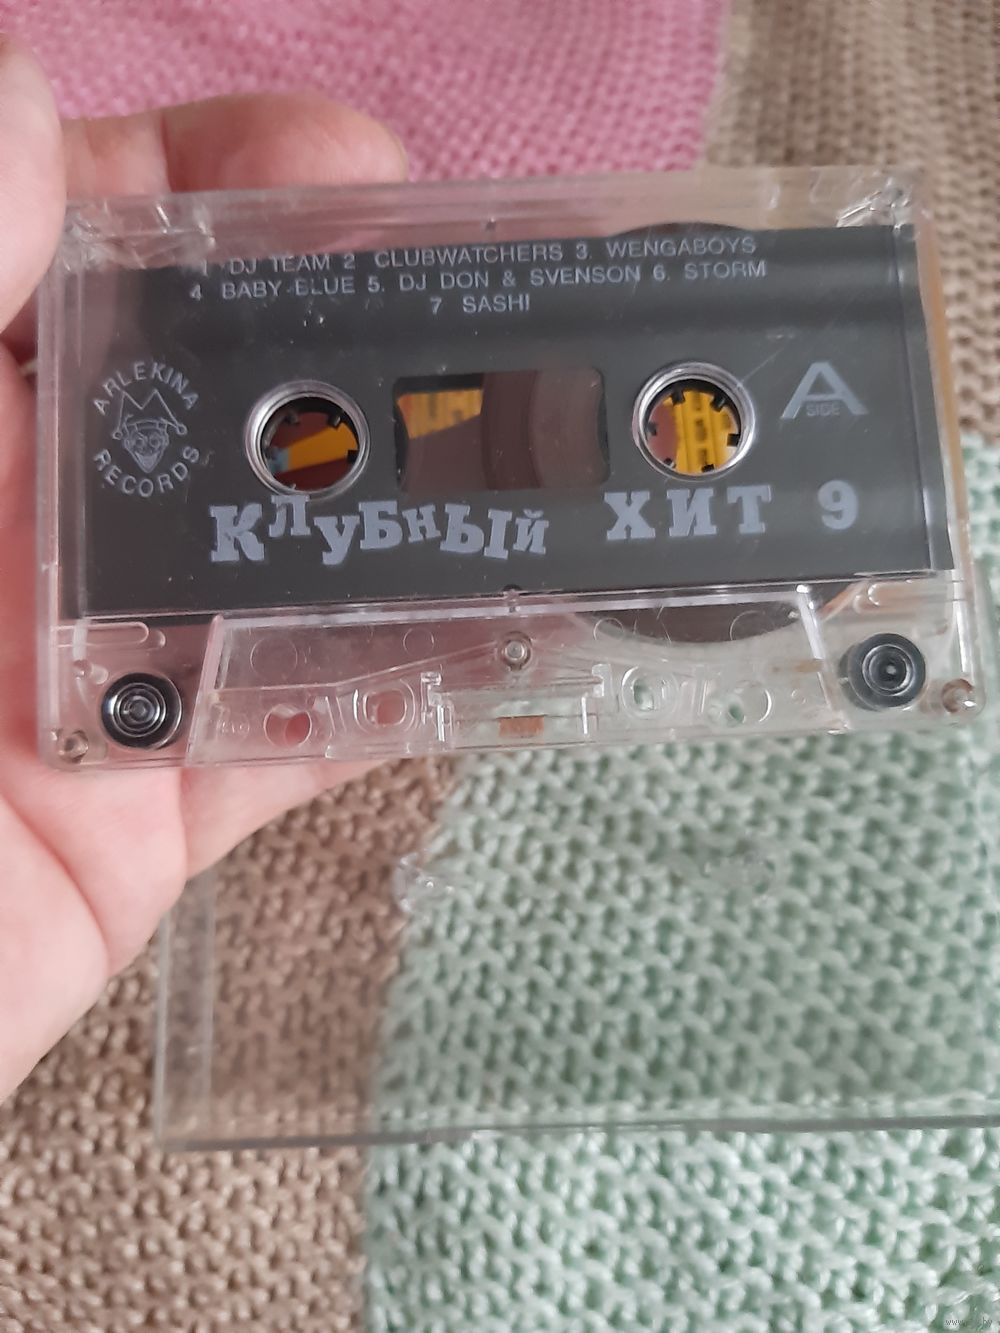 1 DJ TEAM 2 CLUBWATCHERS 3. WENGABOYS
4 BABY BLUE 5. DJ DON & SVENSON 6. STORM
7 SASH!
ARLEKINA
RECORDS
A
SIDE
КЛУБНЫЙ ХИТ 9